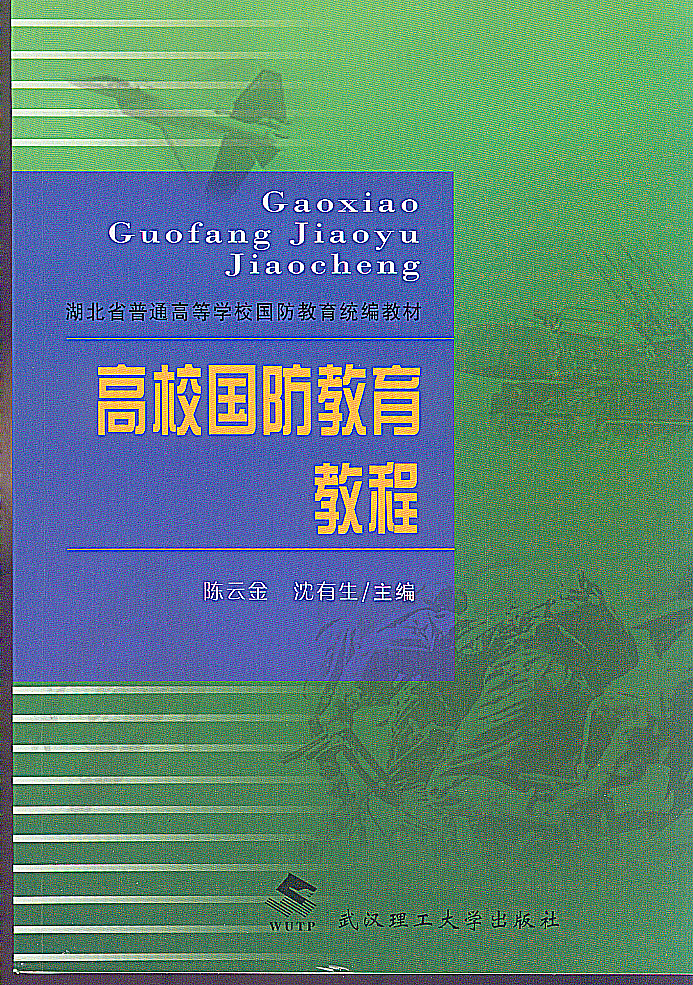 Gaoxiao
Guofang Jiaoyu
Jiaocheng
湖北省普通高等学校国防教育统编教材
高校国防教育
教程
陈云金 沈有生/主编
WUTP 武汉理工大学出版社